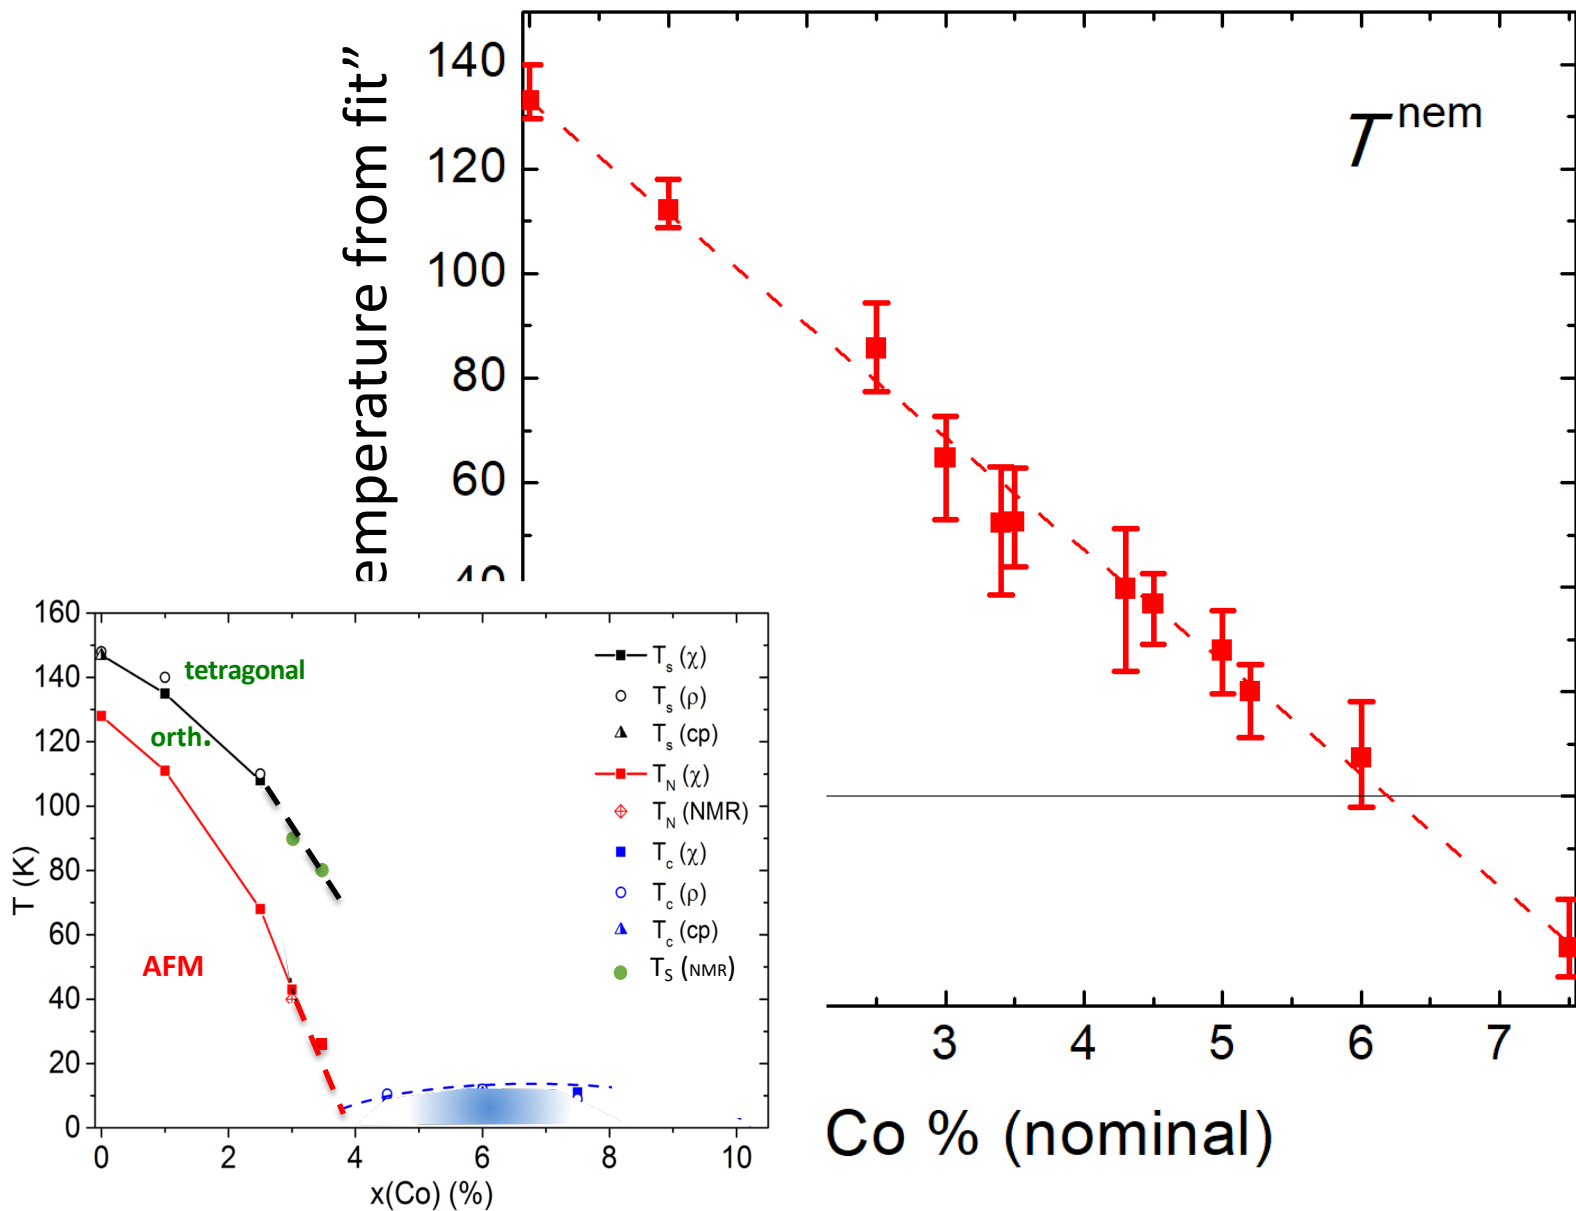 emperature from fit”
140
120
100
80
60
40
T nem
3 4 5 6 7
Co % (nominal)
160
140
120
100
80
60
40
20
0
T (K)
tetragonal
orth.
AFM
Ts (χ)
Ts (ρ)
Ts (cp)
TN (χ)
TN (NMR)
Tc (χ)
Tc (ρ)
Tc (cp)
TS (NMR)
0 2 4 6 8 10
x(Co) (%)